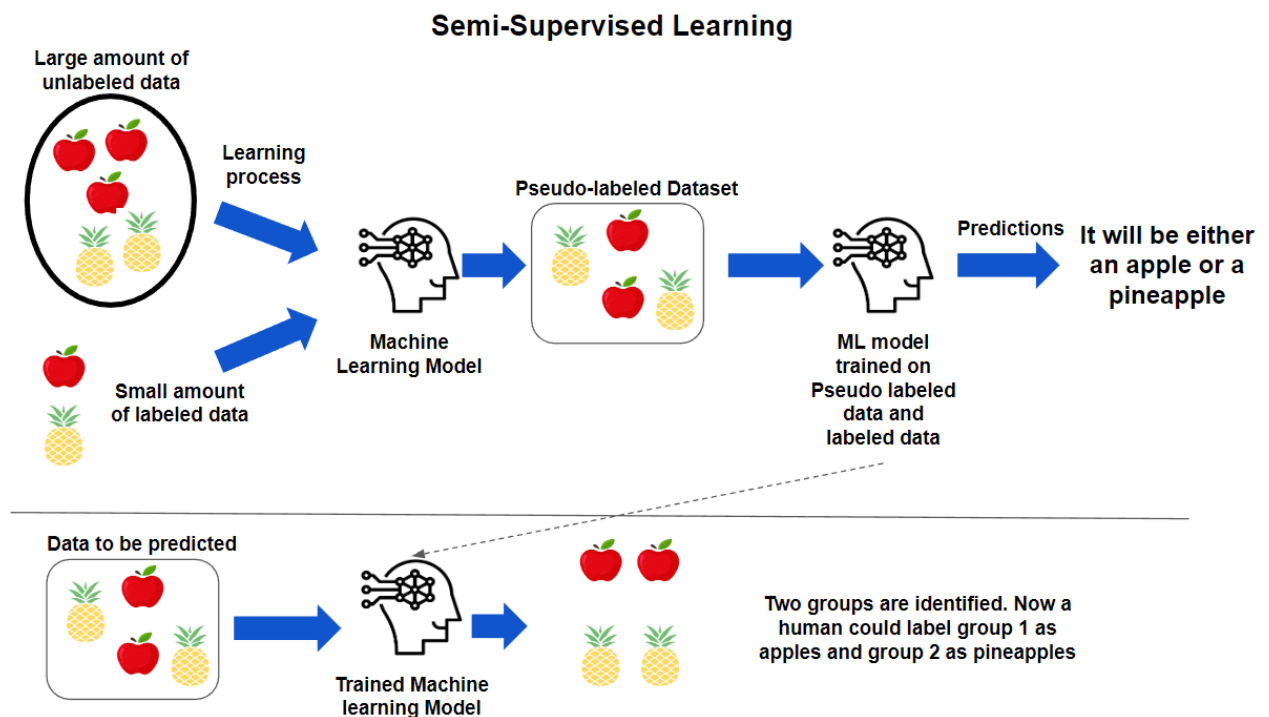 Semi-Supervised Learning
Large amount of
unlabeled data
Learning
process
Small amount
of labeled data
Machine
Learning Model
Pseudo-labeled Dataset
ML model
trained on
Pseudo labeled
data and
labeled data
Predictions
It will be either
an apple or a
pineapple
Data to be predicted
Trained Machine
learning Model
Two groups are identified. Now a
human could label group 1 as
apples and group 2 as pineapples